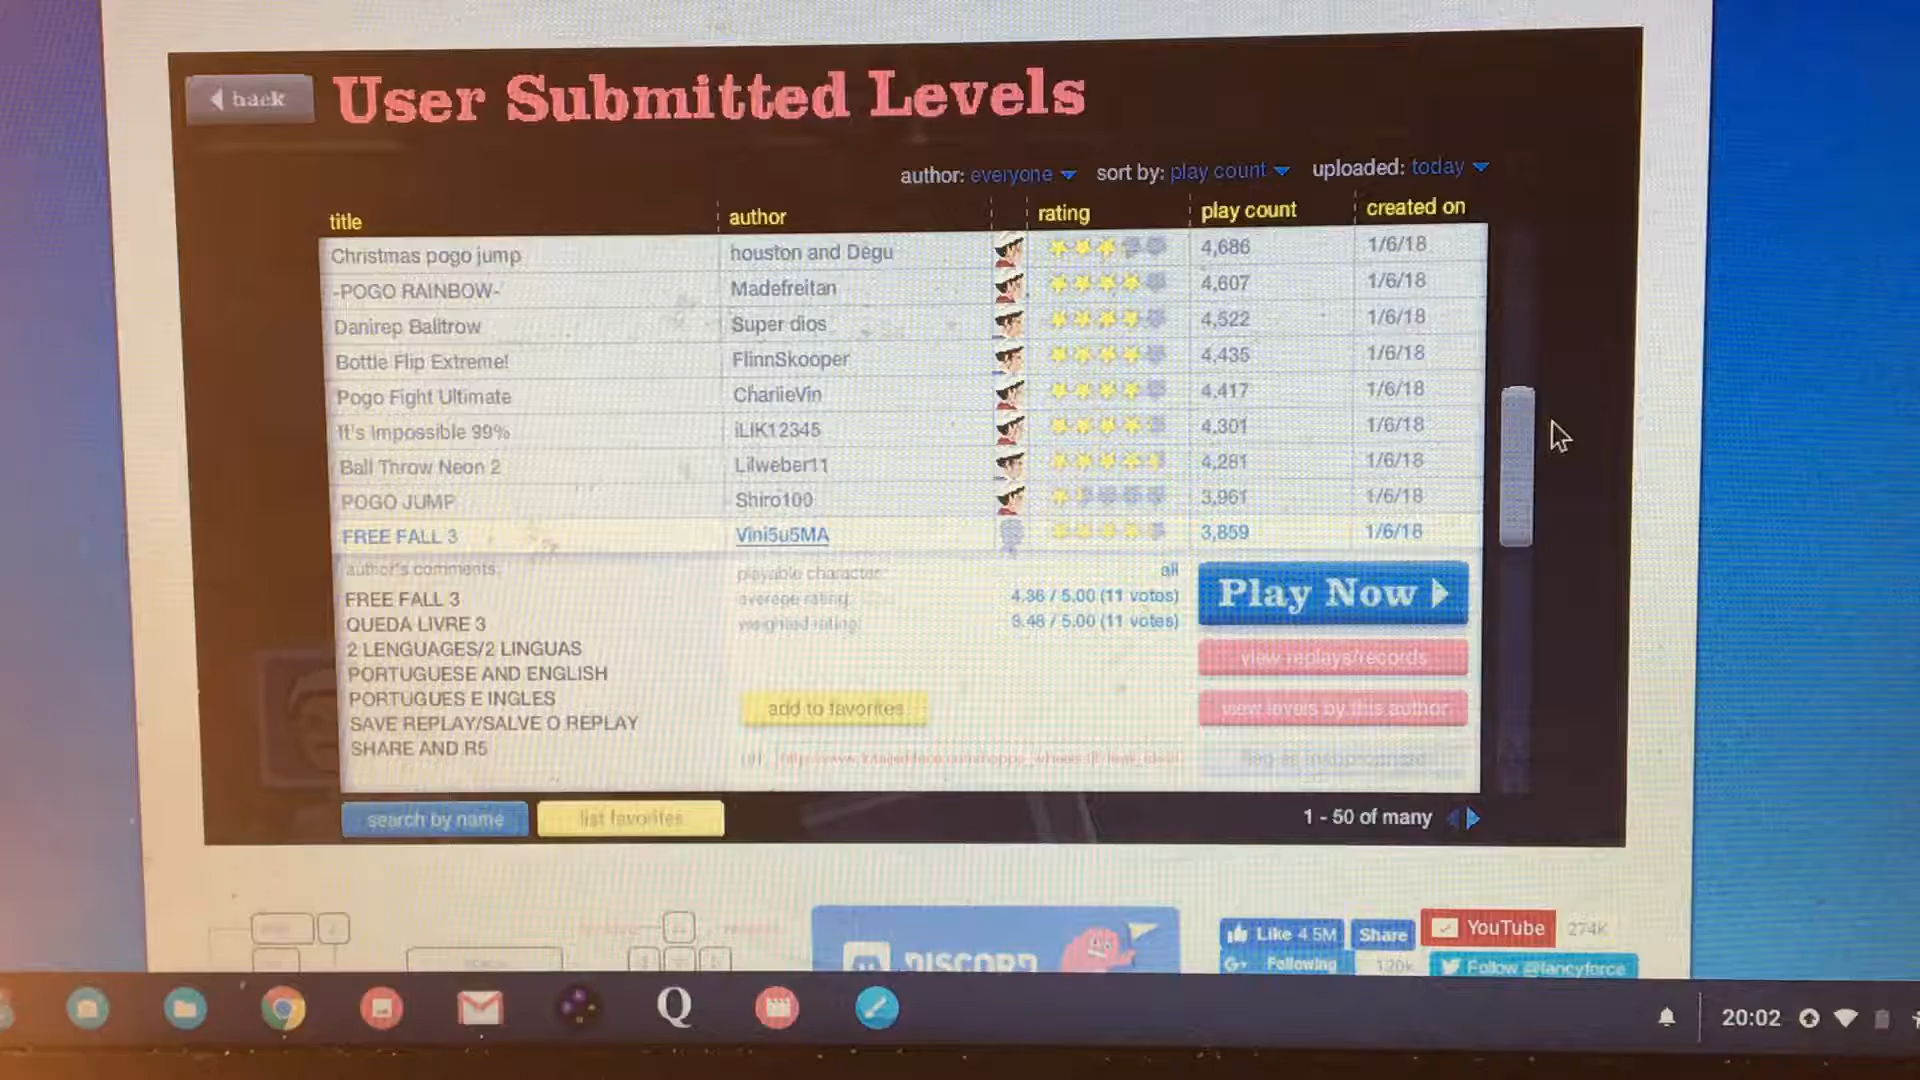 back
User Submitted Levels
author: everyone sort by: play count uploaded: today
title author rating play count created on
Christmas pogo jump houston and Degu 4,686 1/6/18
-POGO RAINBOW- Madefreitan 4,607 1/6/18
Danirep Balltrow Super dios 4,522 1/6/18
Bottle Flip Extreme! FlinnSkooper 4,435 1/6/18
Pogo Fight Ultimate CharlieVin 4,417 1/6/18
It's Impossible 99% iLIK12345 4,301 1/6/18
Ball Throw Neon 2 Lilweber11 4,281 1/6/18
POGO JUMP Shiro100 3,961 1/6/18
FREE FALL 3 Vini5u5MA 3,859 1/6/18
author's comments:
FREE FALL 3
QUEDA LIVRE 3
2 LENGUAGES/2 LINGUAS
PORTUGUESE AND ENGLISH
PORTUGUES E INGLES
SAVE REPLAY/SALVE O REPLAY
SHARE AND R5
playable character: all
average rating: 4.36 / 5.00 (11 votes)
weighted rating: 3.48 / 5.00 (11 votes)
add to favorites
Play Now
view replays/records
view levels by this author
flag as inappropriate
search by name list favorites 1 - 50 of many
DISCORD
Like 4.5M Share YouTube 274K
G+ Following 120k Follow @fancyforce
Q
20:02